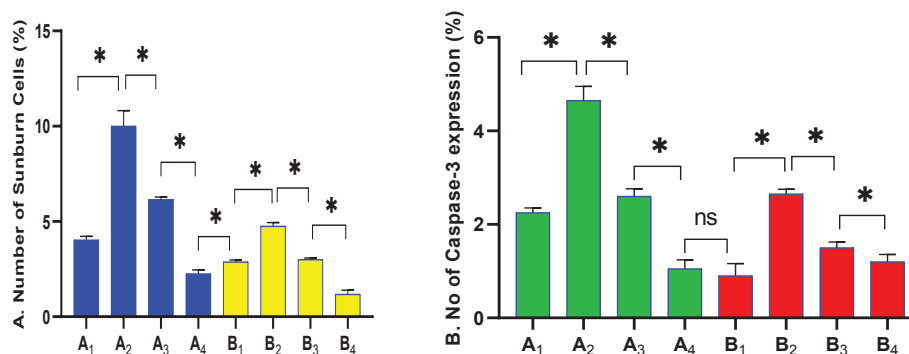 A. Number of Sunburn Cells (%)
15
10
5
0
* * * * * * *
A₁ A₂ A₃ A₄ B₁ B₂ B₃ B₄
B. No of Caspase-3 expression (%)
6
4
2
0
* * * ns * * *
A₁ A₂ A₃ A₄ B₁ B₂ B₃ B₄